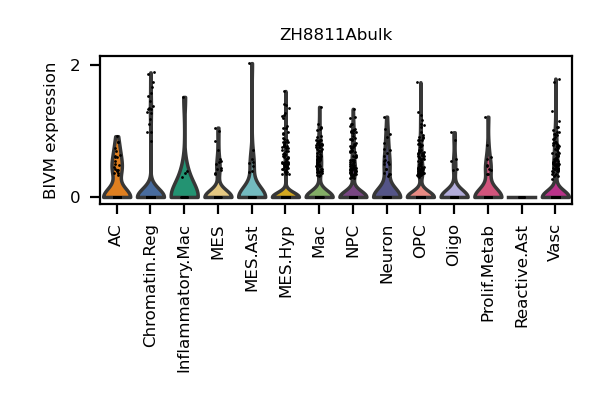 ZH8811Abulk
BIVM expression
2
0
AC
Chromatin.Reg
Inflammatory.Mac
MES
MES.Ast
MES.Hyp
Mac
NPC
Neuron
OPC
Oligo
Prolif.Metab
Reactive.Ast
Vasc